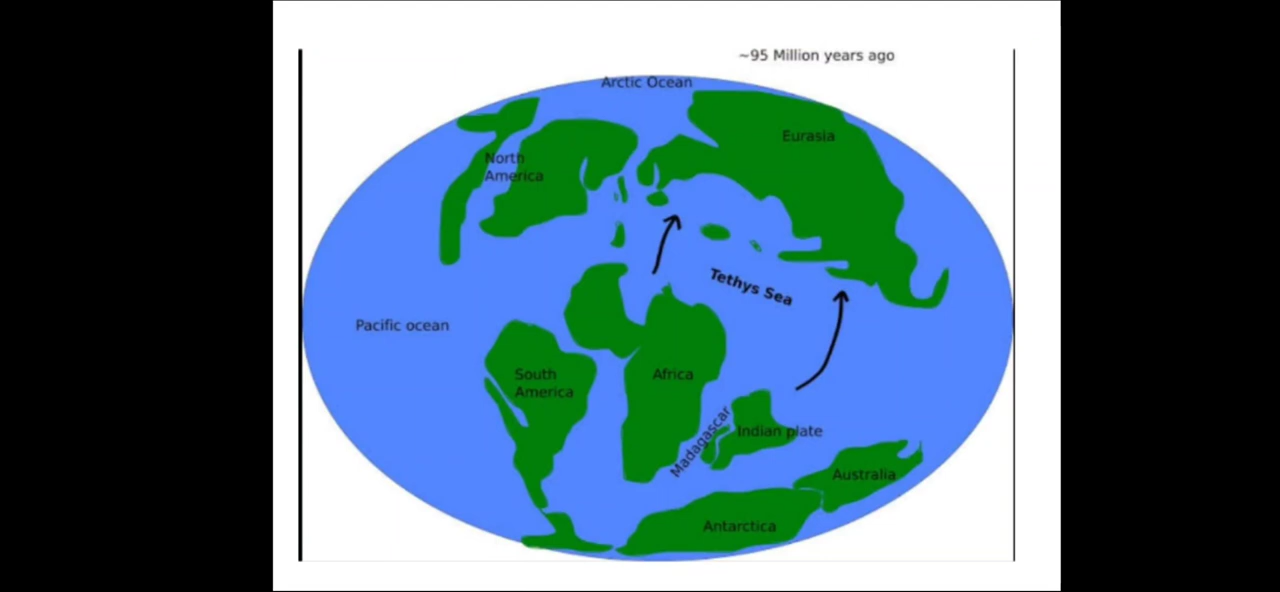 ~95 Million years ago
Arctic Ocean
Eurasia
North
America
Tethys Sea
Pacific ocean
South
America
Africa
Madagascar
Indian plate
Australia
Antarctica